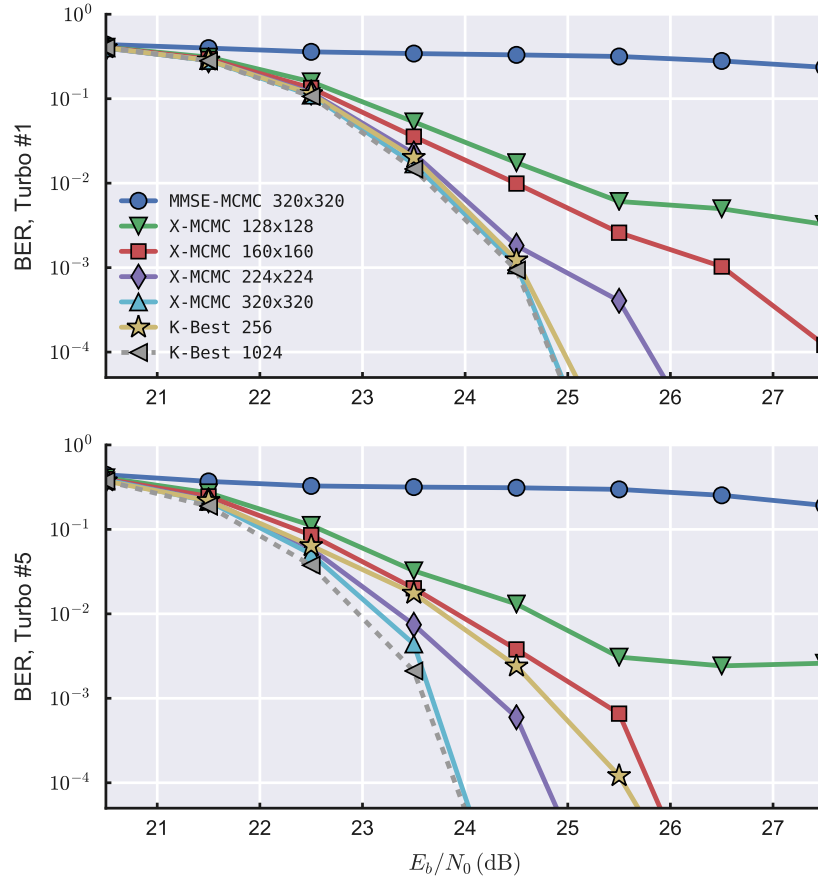 10^0
10^−1
10^−2
10^−3
10^−4
BER, Turbo #1
MMSE-MCMC 320x320
X-MCMC 128x128
X-MCMC 160x160
X-MCMC 224x224
X-MCMC 320x320
K-Best 256
K-Best 1024
21 22 23 24 25 26 27
10^0
10^−1
10^−2
10^−3
10^−4
BER, Turbo #5
21 22 23 24 25 26 27
E_b/N_0 (dB)